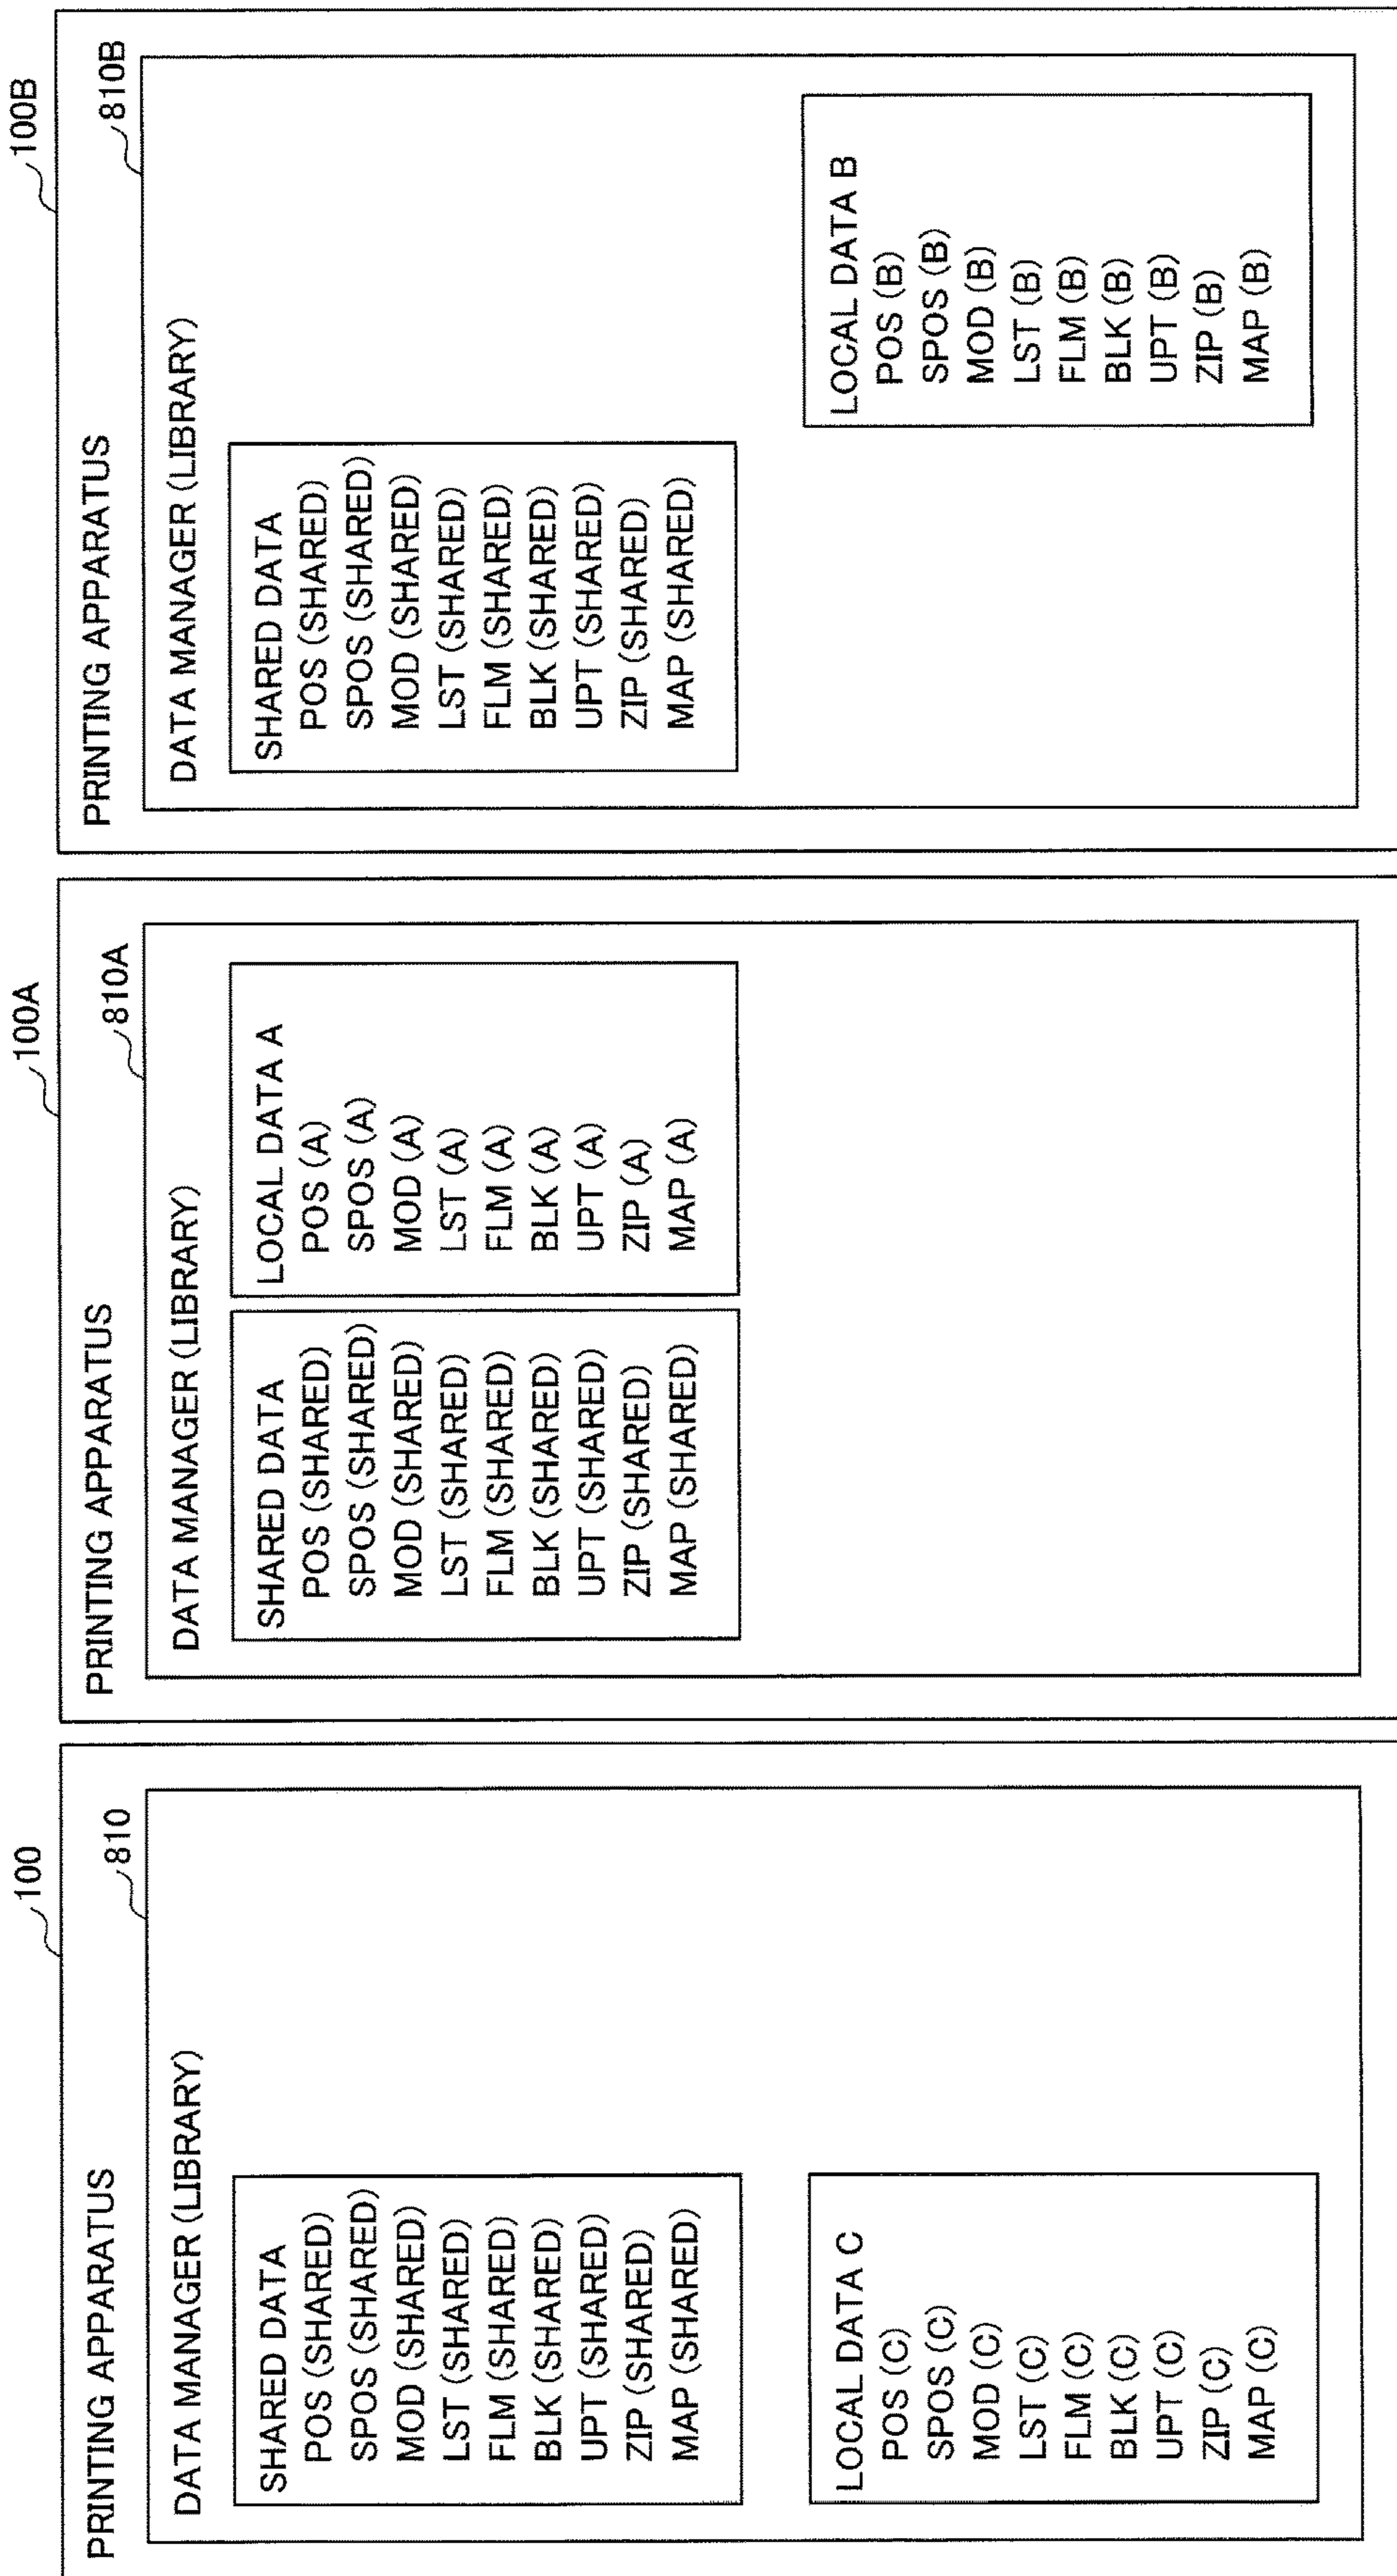 100
PRINTING APPARATUS
810
DATA MANAGER (LIBRARY)
SHARED DATA
POS (SHARED)
SPOS (SHARED)
MOD (SHARED)
LST (SHARED)
FLM (SHARED)
BLK (SHARED)
UPT (SHARED)
ZIP (SHARED)
MAP (SHARED)
LOCAL DATA C
POS (C)
SPOS (C)
MOD (C)
LST (C)
FLM (C)
BLK (C)
UPT (C)
ZIP (C)
MAP (C)
100A
PRINTING APPARATUS
810A
DATA MANAGER (LIBRARY)
SHARED DATA
POS (SHARED)
SPOS (SHARED)
MOD (SHARED)
LST (SHARED)
FLM (SHARED)
BLK (SHARED)
UPT (SHARED)
ZIP (SHARED)
MAP (SHARED)
LOCAL DATA A
POS (A)
SPOS (A)
MOD (A)
LST (A)
FLM (A)
BLK (A)
UPT (A)
ZIP (A)
MAP (A)
100B
PRINTING APPARATUS
810B
DATA MANAGER (LIBRARY)
SHARED DATA
POS (SHARED)
SPOS (SHARED)
MOD (SHARED)
LST (SHARED)
FLM (SHARED)
BLK (SHARED)
UPT (SHARED)
ZIP (SHARED)
MAP (SHARED)
LOCAL DATA B
POS (B)
SPOS (B)
MOD (B)
LST (B)
FLM (B)
BLK (B)
UPT (B)
ZIP (B)
MAP (B)